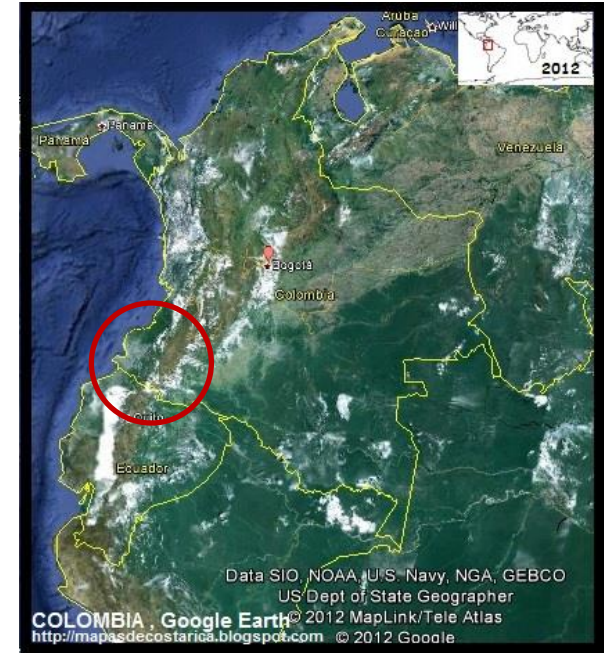 Aruba
Curaçao Will
2012
Panamá
Panamá
Venezuela
Bogotá
Colombia
Quito
Ecuador
Data SIO, NOAA, U.S. Navy, NGA, GEBCO
US Dept of State Geographer
COLOMBIA , Google Earth © 2012 MapLink/Tele Atlas
http://mapasdecostarica.blogspot.com © 2012 Google